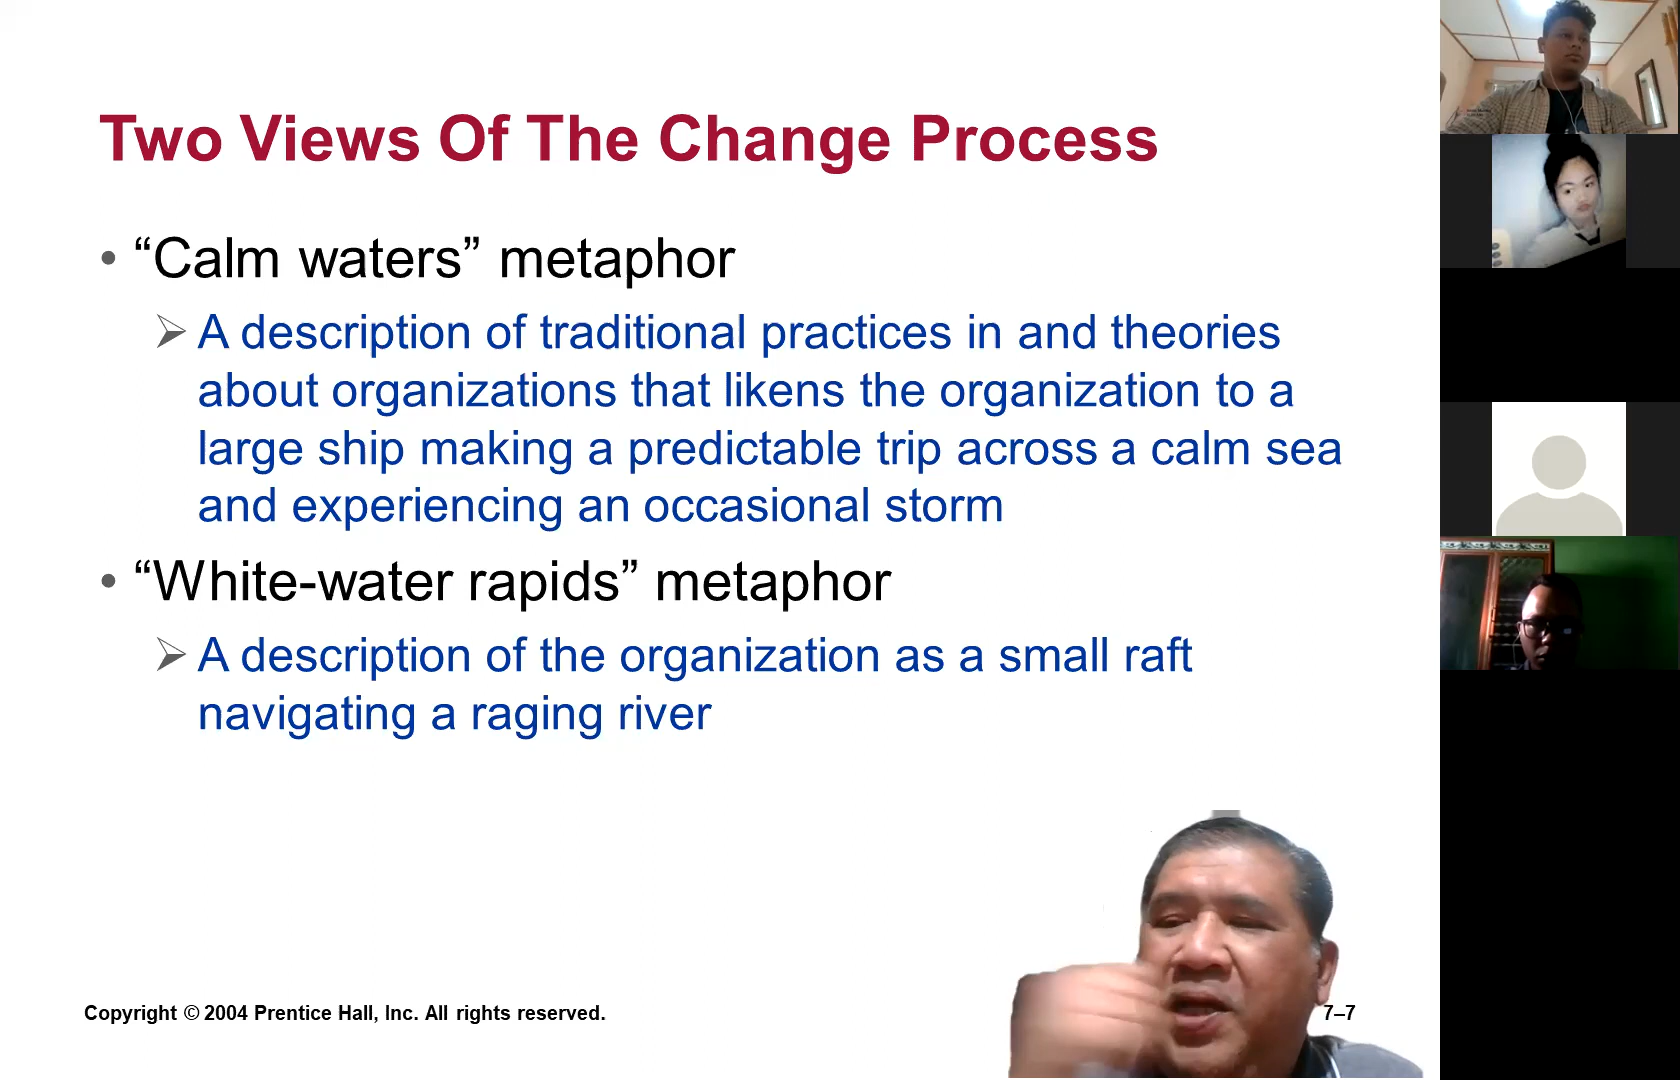 Two Views Of The Change Process
• “Calm waters” metaphor
➢ A description of traditional practices in and theories
about organizations that likens the organization to a
large ship making a predictable trip across a calm sea
and experiencing an occasional storm
• “White-water rapids” metaphor
➢ A description of the organization as a small raft
navigating a raging river
Copyright © 2004 Prentice Hall, Inc. All rights reserved.
7–7